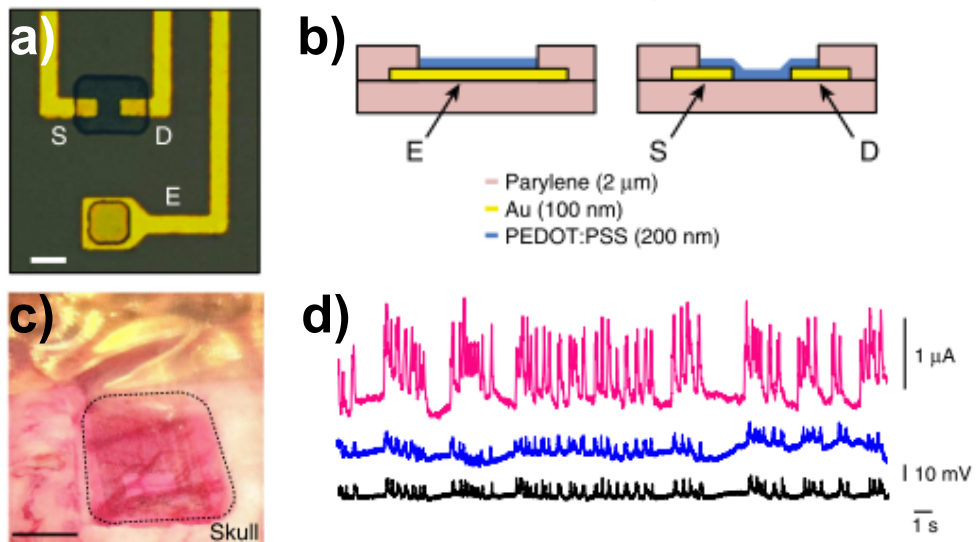 a)
S
D
E
b)
E
S
D
Parylene (2 μm)
Au (100 nm)
PEDOT:PSS (200 nm)
c)
Skull
d)
1 μA
10 mV
1 s